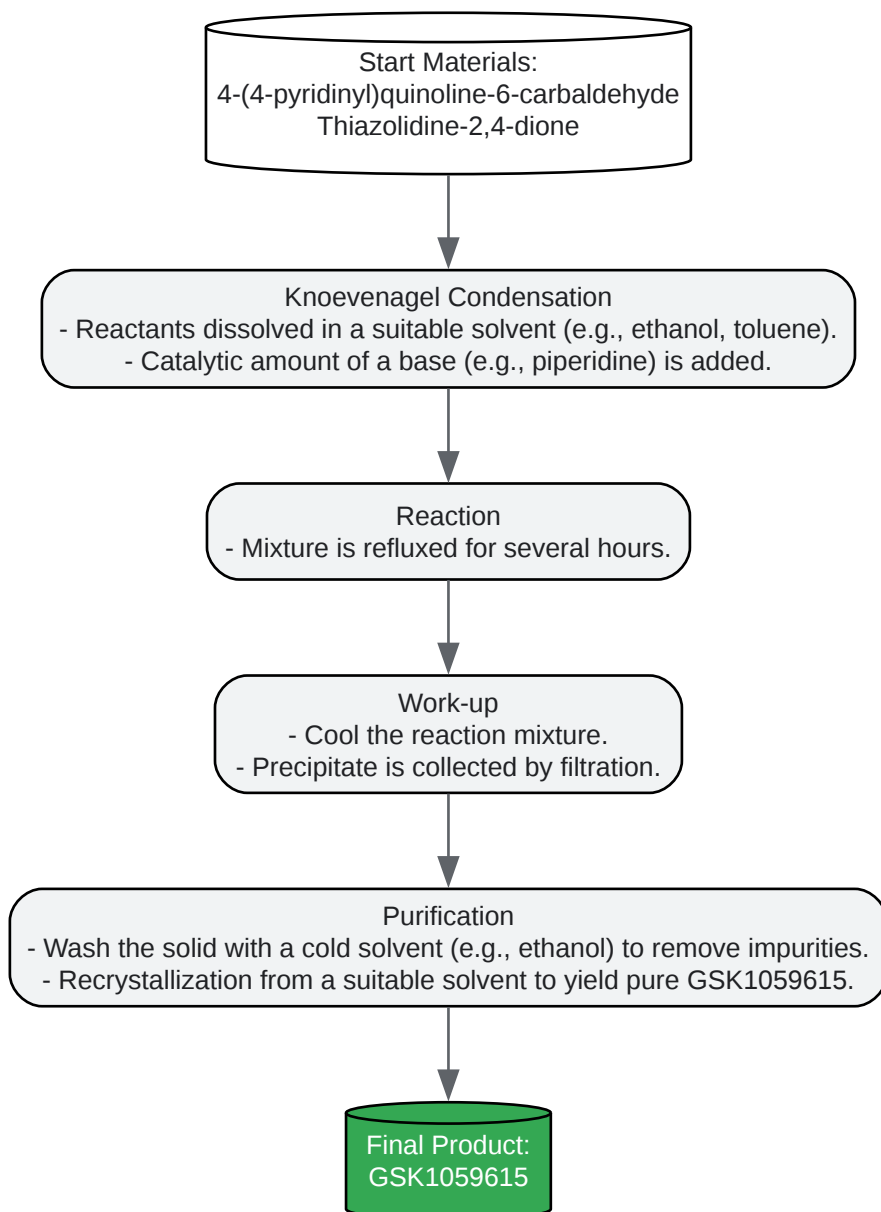 Start Materials:
4-(4-pyridinyl)quinoline-6-carbaldehyde
Thiazolidine-2,4-dione
Knoevenagel Condensation
- Reactants dissolved in a suitable solvent (e.g., ethanol, toluene).
- Catalytic amount of a base (e.g., piperidine) is added.
Reaction
- Mixture is refluxed for several hours.
Work-up
- Cool the reaction mixture.
- Precipitate is collected by filtration.
Purification
- Wash the solid with a cold solvent (e.g., ethanol) to remove impurities.
- Recrystallization from a suitable solvent to yield pure GSK1059615.
Final Product:
GSK1059615